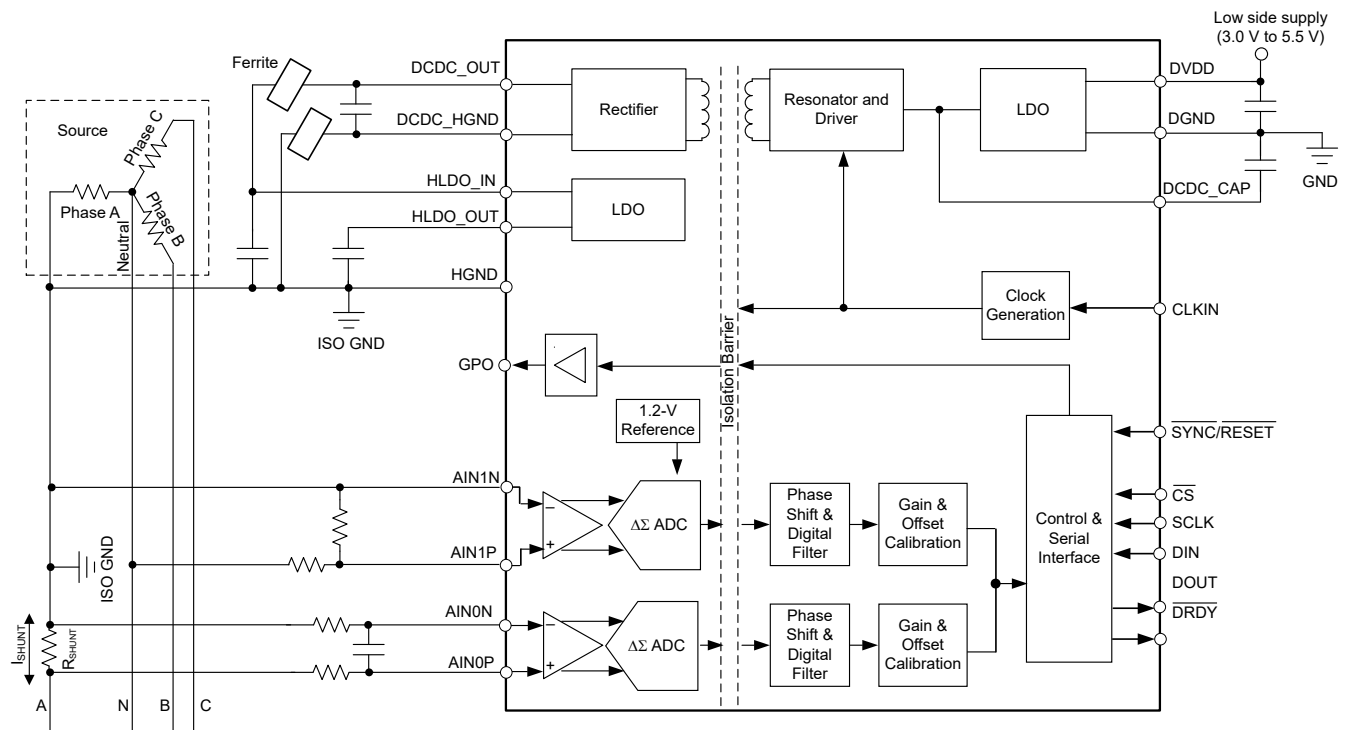 Low side supply
(3.0 V to 5.5 V)
Ferrite
DCDC_OUT
DVDD
Source
Phase C
Rectifier
Resonator and
Driver
LDO
DCDC_HGND
DGND
GND
HLDO_IN
DCDC_CAP
Phase A
Phase B
Neutral
LDO
HLDO_OUT
HGND
Clock
Generation
CLKIN
ISO GND
GPO
Isolation Barrier
1.2-V
Reference
SYNC/RESET
AIN1N
Phase
Shift &
Digital
Filter
Gain &
Offset
Calibration
CS
−
ΔΣ ADC
+
Control &
Serial
Interface
SCLK
DIN
AIN1P
ISO GND
DOUT
AIN0N
Phase
Shift &
Digital
Filter
Gain &
Offset
Calibration
DRDY
−
ΔΣ ADC
+
ISHUNT
RSHUNT
AIN0P
A N B C